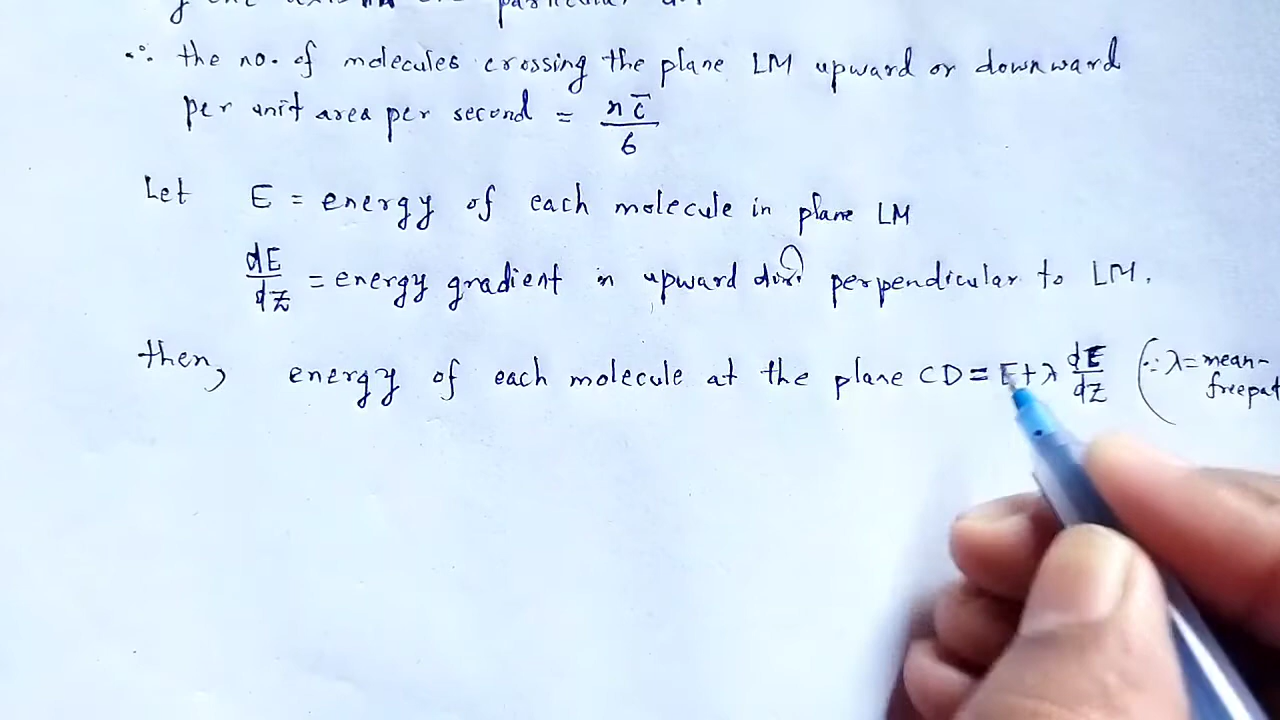 ∴ the no. of molecules crossing the plane LM upward or downward
per unit area per second = n c̄ / 6
Let E = energy of each molecule in plane LM
dE/dz = energy gradient in upward dirⁿ perpendicular to LM.
then, energy of each molecule at the plane CD = E+λ dE/dz (∵ λ = mean-
freepat